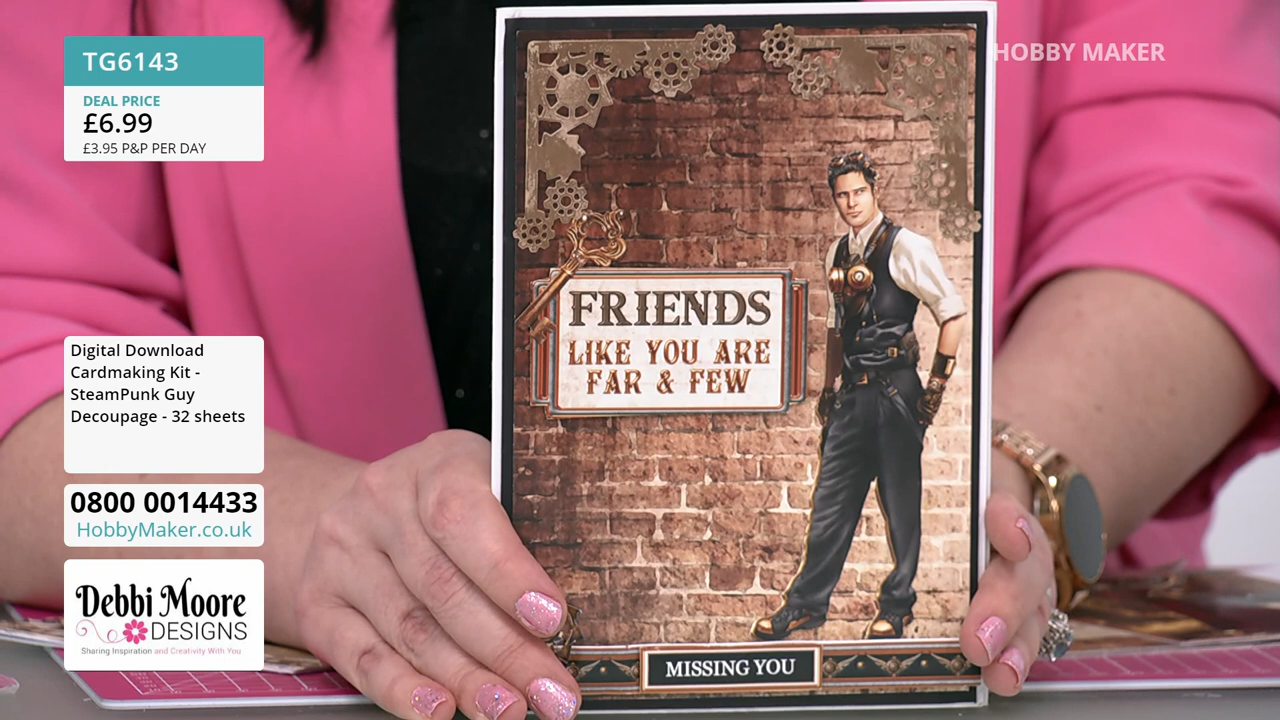 TG6143
DEAL PRICE
£6.99
£3.95 P&P PER DAY
HOBBY MAKER
Digital Download
Cardmaking Kit -
SteamPunk Guy
Decoupage - 32 sheets
0800 0014433
HobbyMaker.co.uk
Debbi Moore
DESIGNS
Sharing Inspiration and Creativity With You
FRIENDS
LIKE YOU ARE
FAR & FEW
MISSING YOU